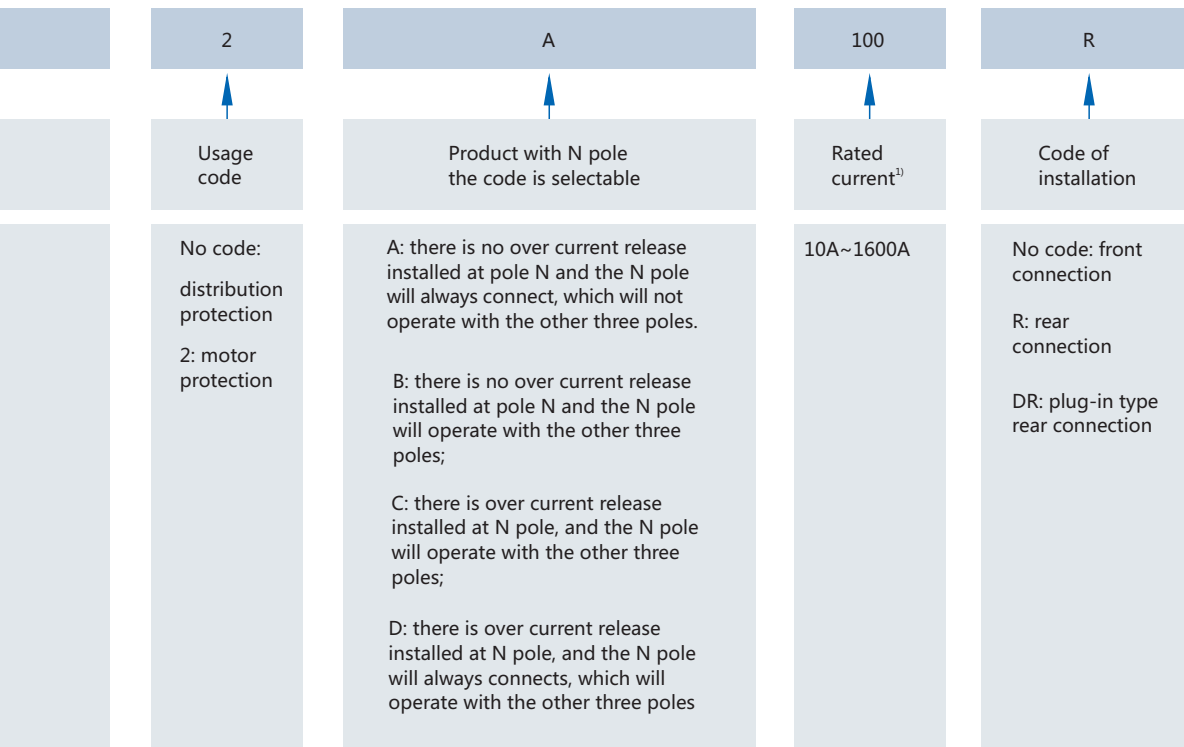 2
A
100
R
Usage
code
Product with N pole
the code is selectable
Rated
current1)
Code of
installation
No code:
distribution
protection
2: motor
protection
A: there is no over current release
installed at pole N and the N pole
will always connect, which will not
operate with the other three poles.
B: there is no over current release
installed at pole N and the N pole
will operate with the other three
poles;
C: there is over current release
installed at N pole, and the N pole
will operate with the other three
poles;
D: there is over current release
installed at N pole, and the N pole
will always connects, which will
operate with the other three poles
10A~1600A
No code: front
connection
R: rear
connection
DR: plug-in type
rear connection